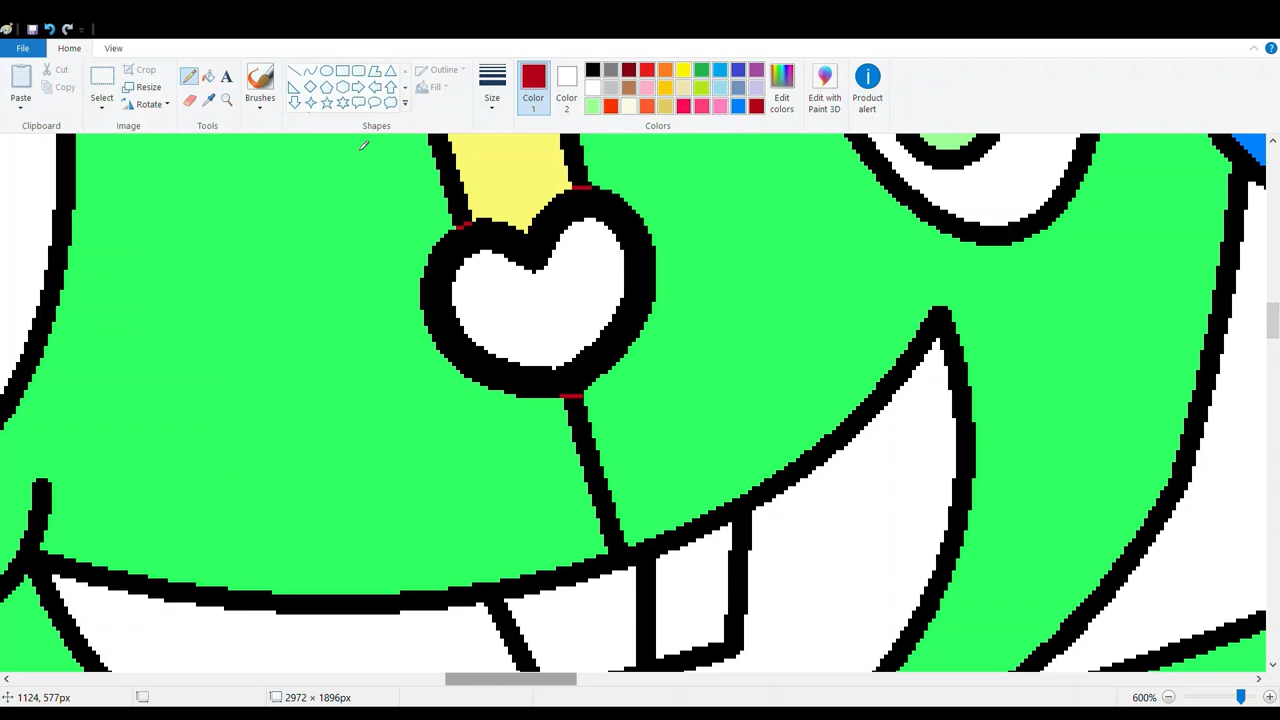 File Home View
Paste
Cut
Copy
Clipboard
Select
Crop
Resize
Rotate
Image
A
Tools
Brushes
Outline
Fill
Shapes
Size
Color
1
Color
2
Edit
colors
Colors
Edit with
Paint 3D
Product
alert
1124, 577px
2972 × 1896px
600%